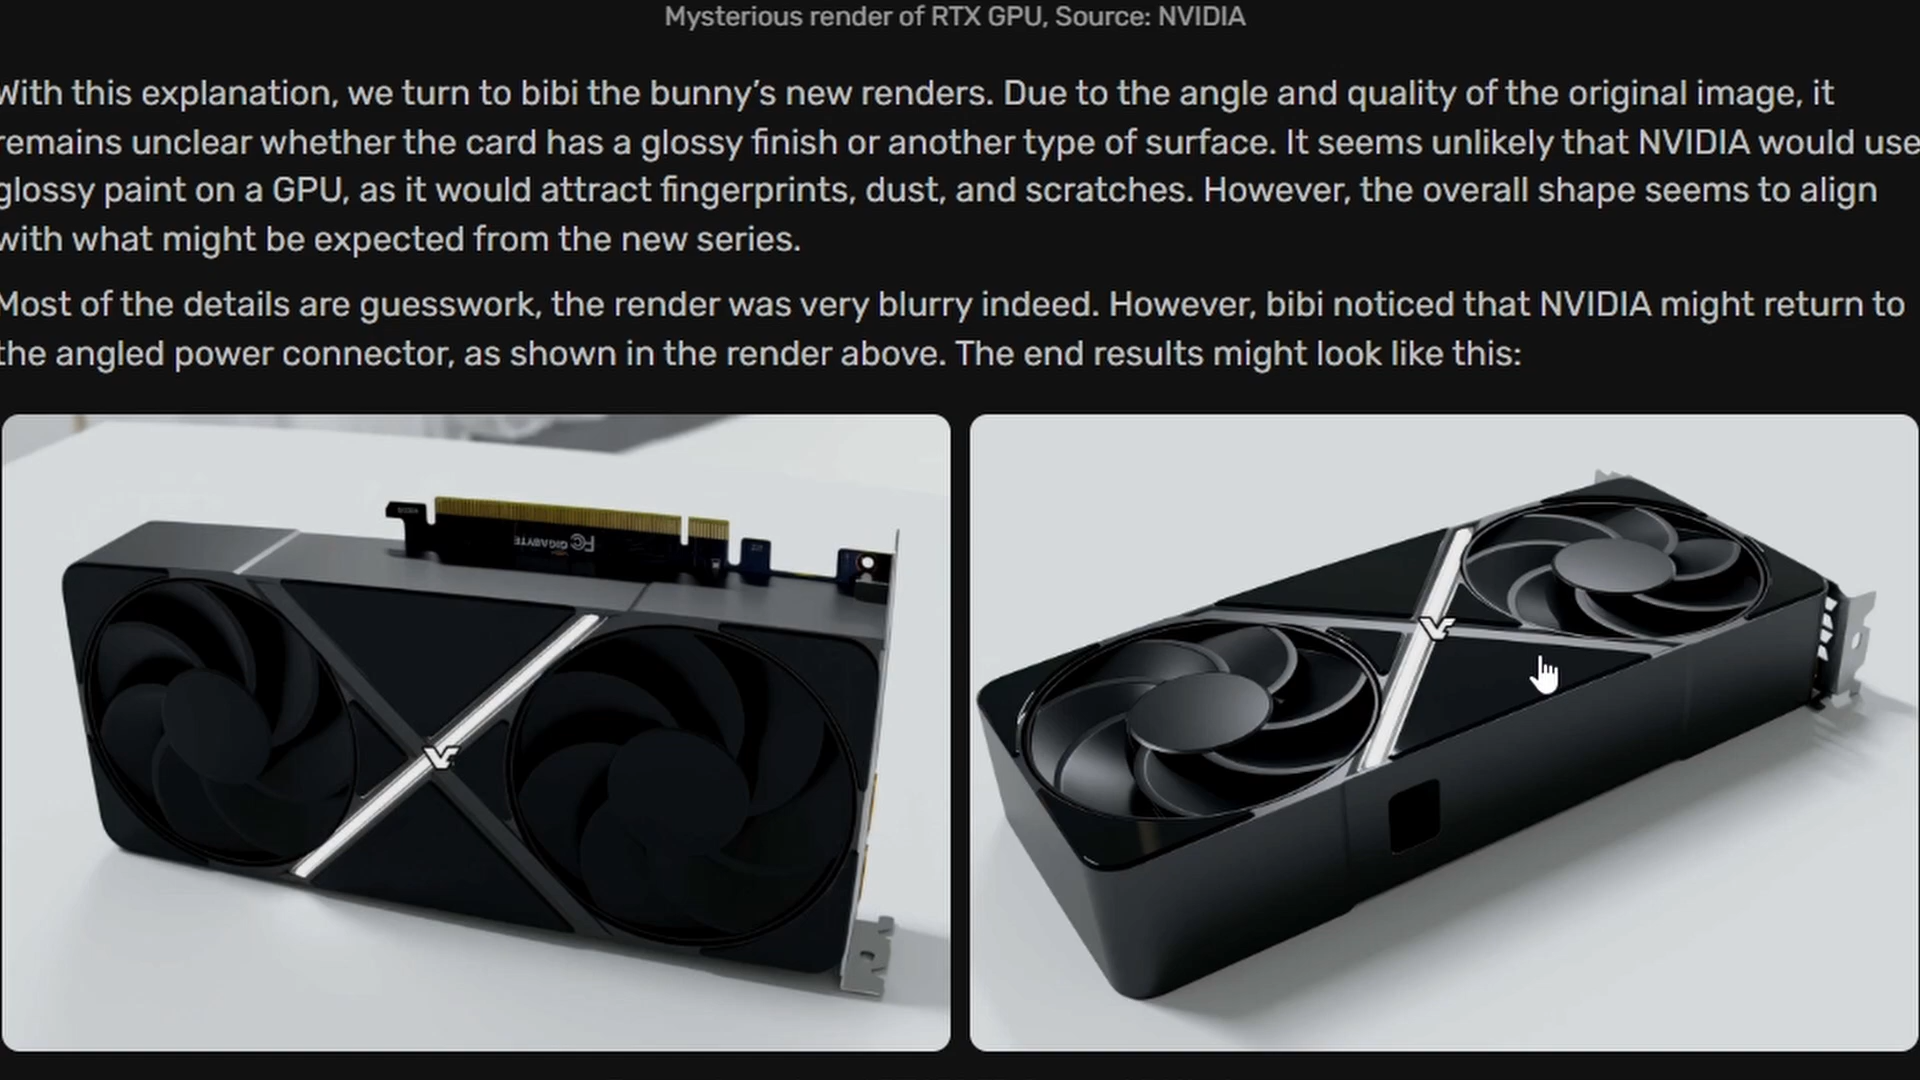 Mysterious render of RTX GPU, Source: NVIDIA
With this explanation, we turn to bibi the bunny’s new renders. Due to the angle and quality of the original image, it
remains unclear whether the card has a glossy finish or another type of surface. It seems unlikely that NVIDIA would use
glossy paint on a GPU, as it would attract fingerprints, dust, and scratches. However, the overall shape seems to align
with what might be expected from the new series.
Most of the details are guesswork, the render was very blurry indeed. However, bibi noticed that NVIDIA might return to
the angled power connector, as shown in the render above. The end results might look like this:
GIGABYTE